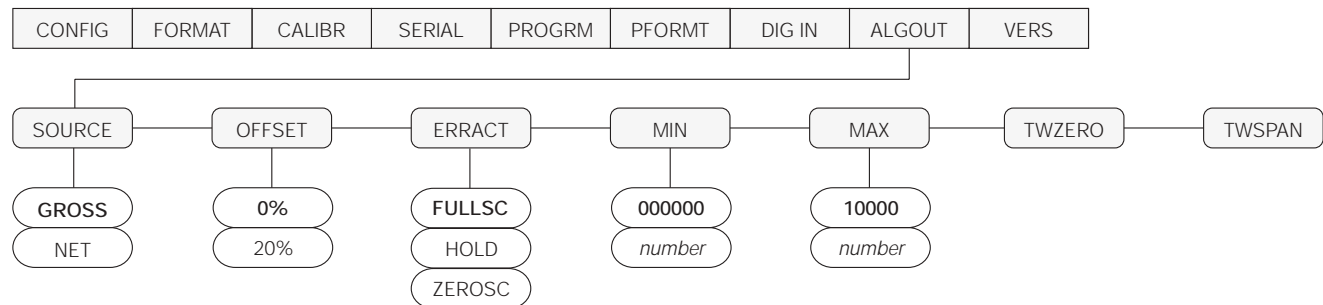 CONFIG FORMAT CALIBR SERIAL PROGRM PFORMT DIG IN ALGOUT VERS
SOURCE OFFSET ERRACT MIN MAX TWZERO TWSPAN
GROSS 0% FULLSC 000000 10000
NET 20% HOLD number number
ZEROSC